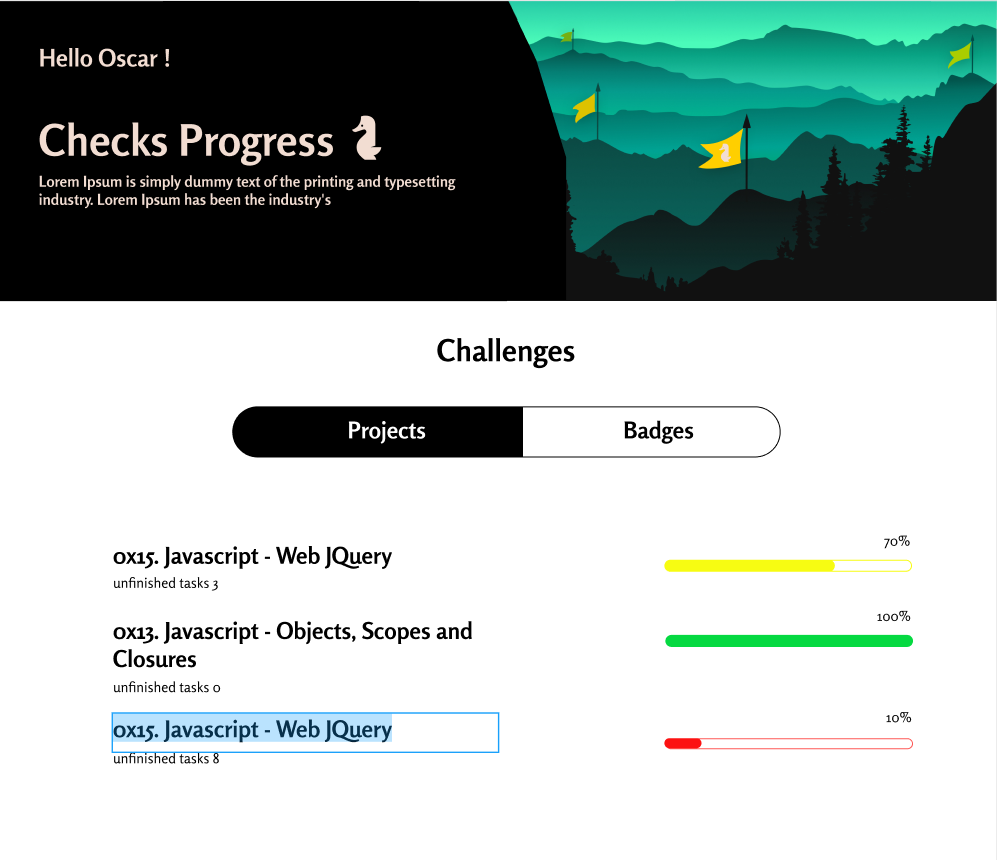 Hello Oscar !
Checks Progress
Lorem Ipsum is simply dummy text of the printing and typesetting
industry. Lorem Ipsum has been the industry's
Challenges
Projects
Badges
0x15. Javascript - Web JQuery
70%
unfinished tasks 3
0x13. Javascript - Objects, Scopes and
Closures
100%
unfinished tasks 0
0x15. Javascript - Web JQuery
10%
unfinished tasks 8